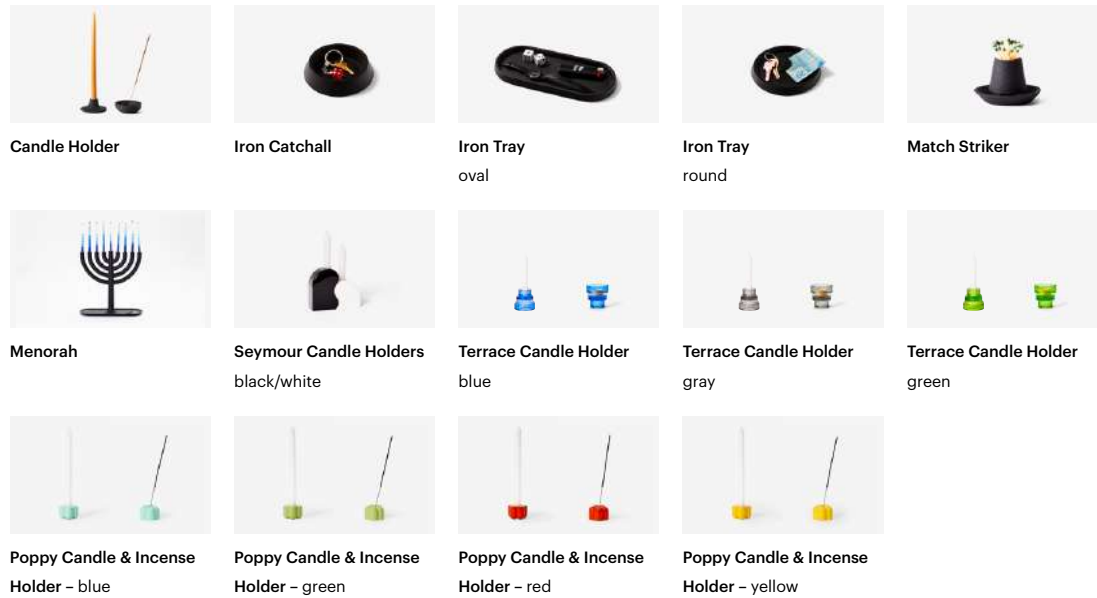 Candle Holder
Iron Catchall
Iron Tray
oval
Iron Tray
round
Match Striker
Menorah
Seymour Candle Holders
black/white
Terrace Candle Holder
blue
Terrace Candle Holder
gray
Terrace Candle Holder
green
Poppy Candle & Incense
Holder – blue
Poppy Candle & Incense
Holder – green
Poppy Candle & Incense
Holder – red
Poppy Candle & Incense
Holder – yellow